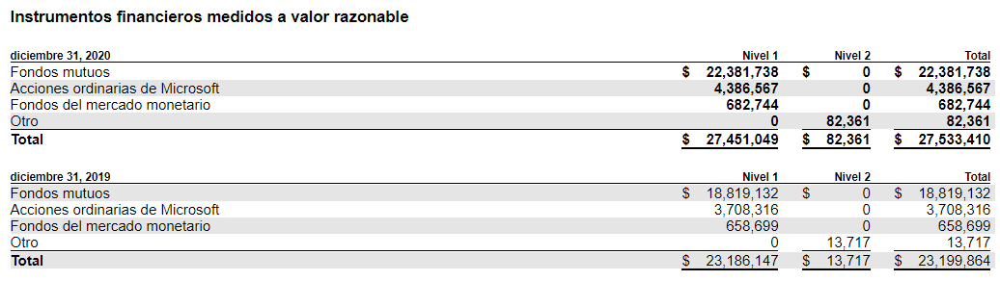 Instrumentos financieros medidos a valor razonable
diciembre 31, 2020 Nivel 1 Nivel 2 Total
Fondos mutuos $ 22,381,738 $ 0 $ 22,381,738
Acciones ordinarias de Microsoft 4,386,567 0 4,386,567
Fondos del mercado monetario 682,744 0 682,744
Otro 0 82,361 82,361
Total $ 27,451,049 $ 82,361 $ 27,533,410
diciembre 31, 2019 Nivel 1 Nivel 2 Total
Fondos mutuos $ 18,819,132 $ 0 $ 18,819,132
Acciones ordinarias de Microsoft 3,708,316 0 3,708,316
Fondos del mercado monetario 658,699 0 658,699
Otro 0 13,717 13,717
Total $ 23,186,147 $ 13,717 $ 23,199,864